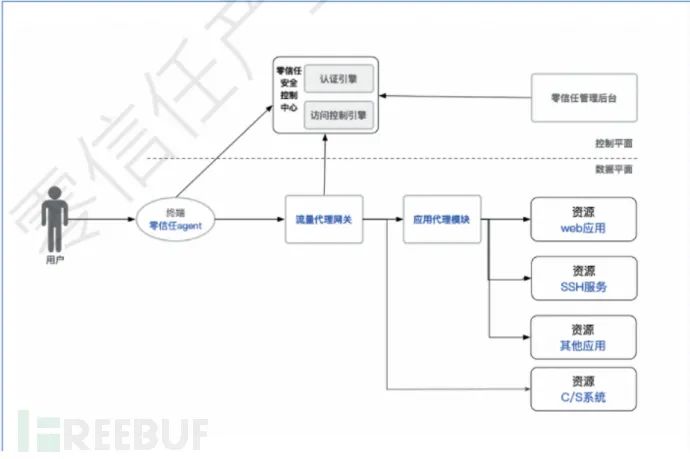 零信任产
零信任
安全
控制
中心
认证引擎
访问控制引擎
零信任管理后台
控制平面
数据平面
用户
终端
零信任agent
流量代理网关
应用代理模块
资源
web应用
资源
SSH服务
资源
其他应用
资源
C/S系统
FREEBUF